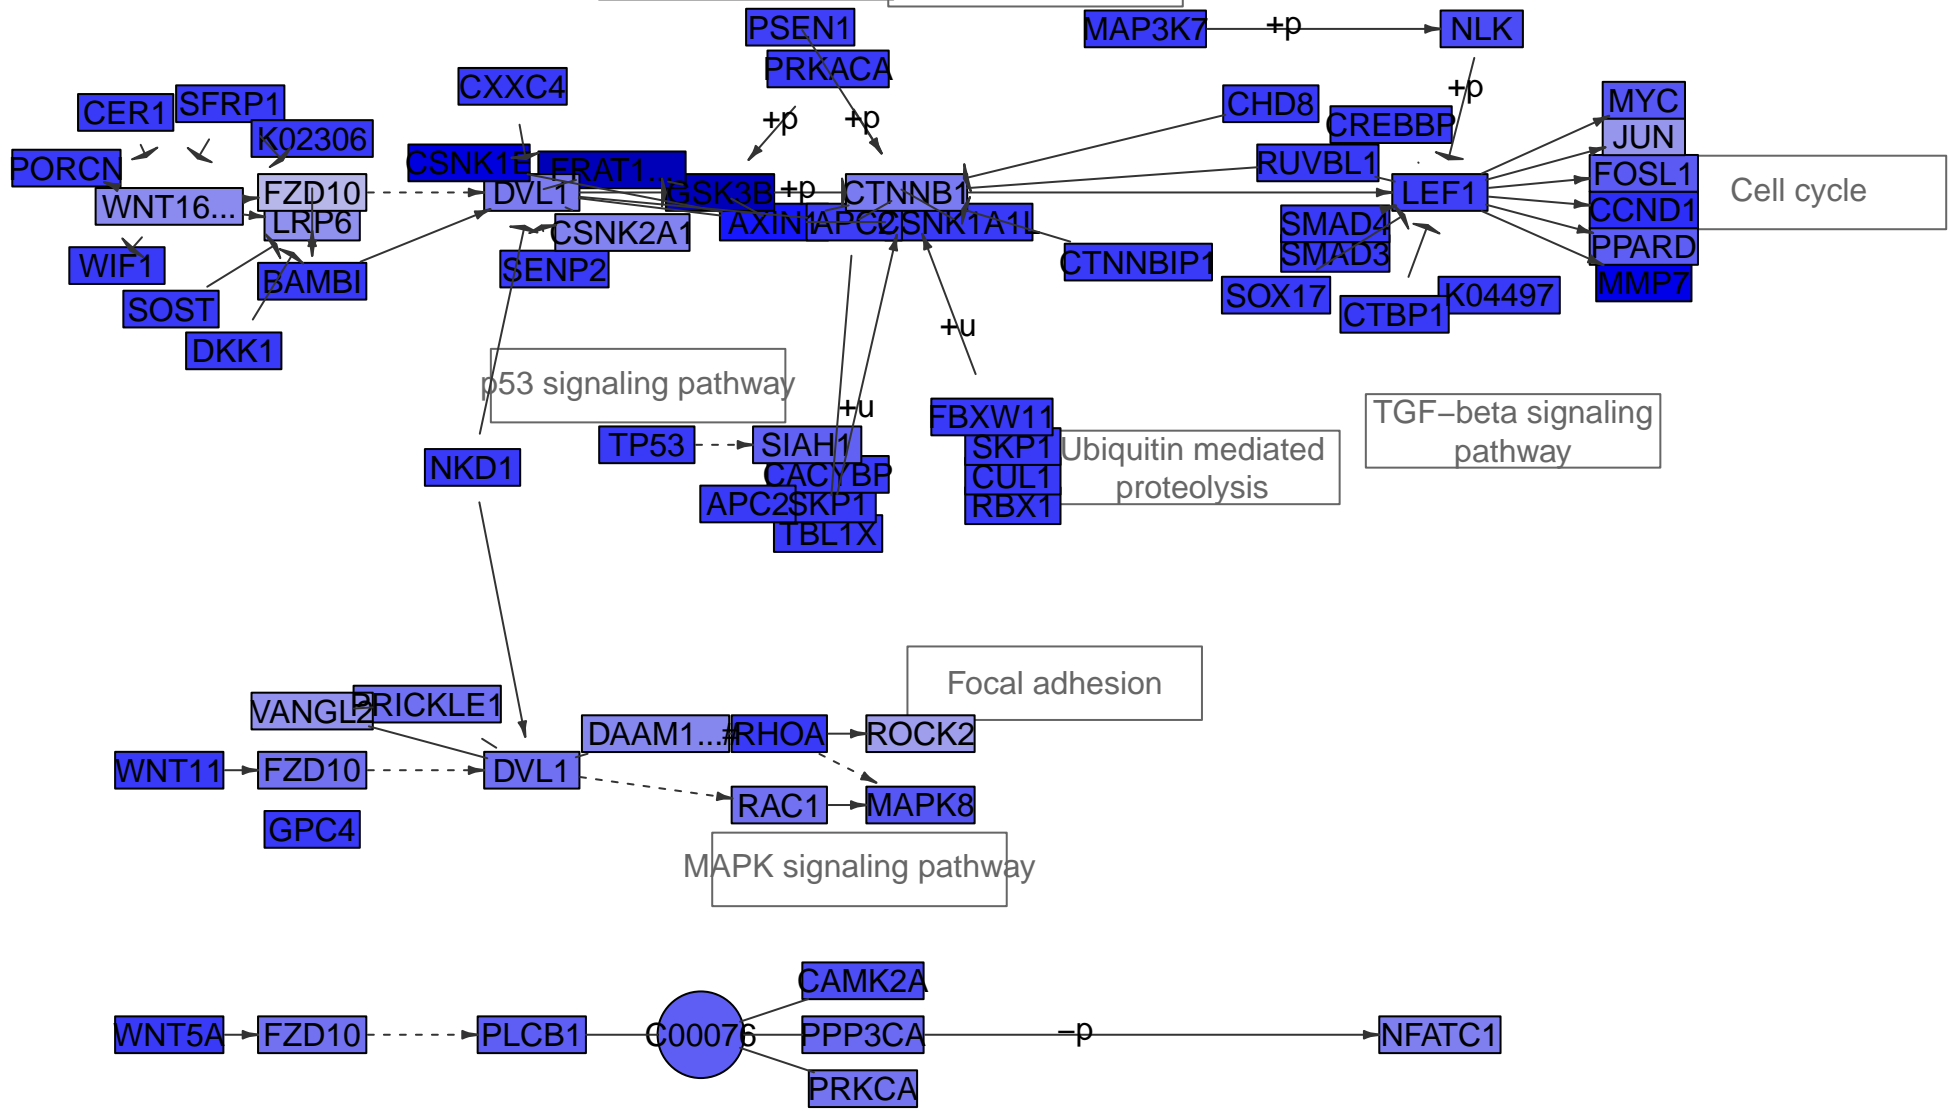 PSEN1
MAP3K7
+p
NLK
PRKACA
CXXC4
CER1
SFRP1
+p
+p
CHD8
+p
MYC
CREBBP
K02306
JUN
PORCN
CSNK1E
FRAT1...
RUVBL1
FOSL1
Cell cycle
WNT16...
FZD10
DVL1
GSK3B
+p
CTNNB1
LEF1
LRP6
AXIN1
APC2
CSNK1A1L
SMAD4
CCND1
CSNK2A1
PPARD
WIF1
SENP2
CTNNBIP1
SMAD3
BAMBI
MMP7
SOST
SOX17
K04497
CTBP1
DKK1
+u
p53 signaling pathway
+u
FBXW11
TGF−beta signaling
pathway
TP53
SIAH1
SKP1
Ubiquitin mediated
proteolysis
NKD1
CACYBP
CUL1
APC2
SKP1
RBX1
TBL1X
Focal adhesion
VANGL2
PRICKLE1
DAAM1...#
RHOA
ROCK2
WNT11
FZD10
DVL1
RAC1
MAPK8
GPC4
MAPK signaling pathway
CAMK2A
WNT5A
FZD10
PLCB1
C00076
PPP3CA
−p
NFATC1
PRKCA